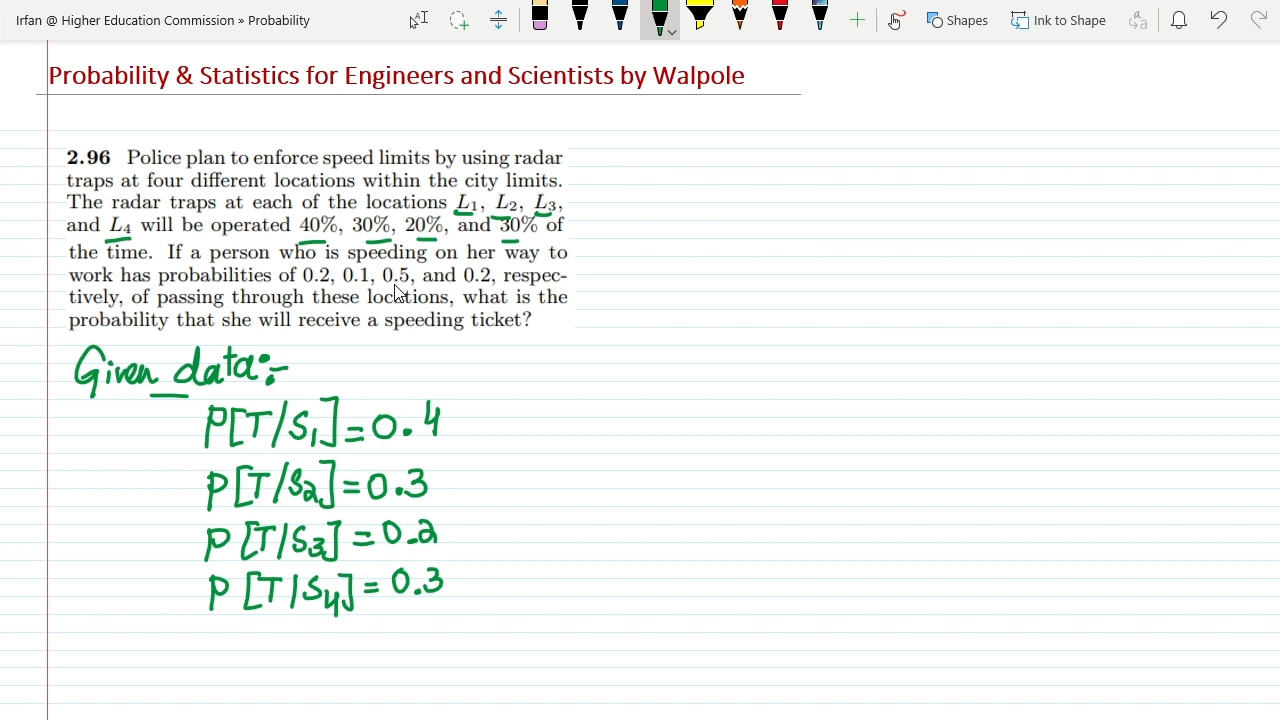 Irfan @ Higher Education Commission » Probability
Shapes
Ink to Shape
Probability & Statistics for Engineers and Scientists by Walpole
2.96 Police plan to enforce speed limits by using radar
traps at four different locations within the city limits.
The radar traps at each of the locations L1, L2, L3,
and L4 will be operated 40%, 30%, 20%, and 30% of
the time. If a person who is speeding on her way to
work has probabilities of 0.2, 0.1, 0.5, and 0.2, respec-
tively, of passing through these locations, what is the
probability that she will receive a speeding ticket?
Given data:-
P[T/S1]=0.4
P[T/S2]=0.3
P[T/S3]=0.2
P[T/S4]=0.3